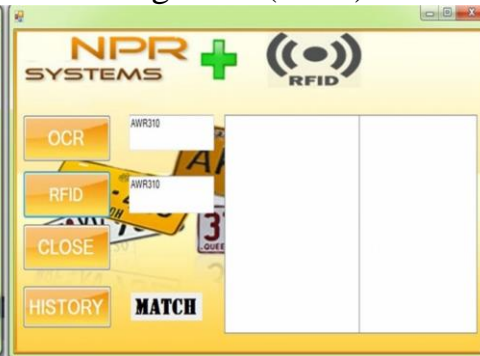 NPR
SYSTEMS
RFID
OCR
AWR310
RFID
AWR310
CLOSE
HISTORY
MATCH